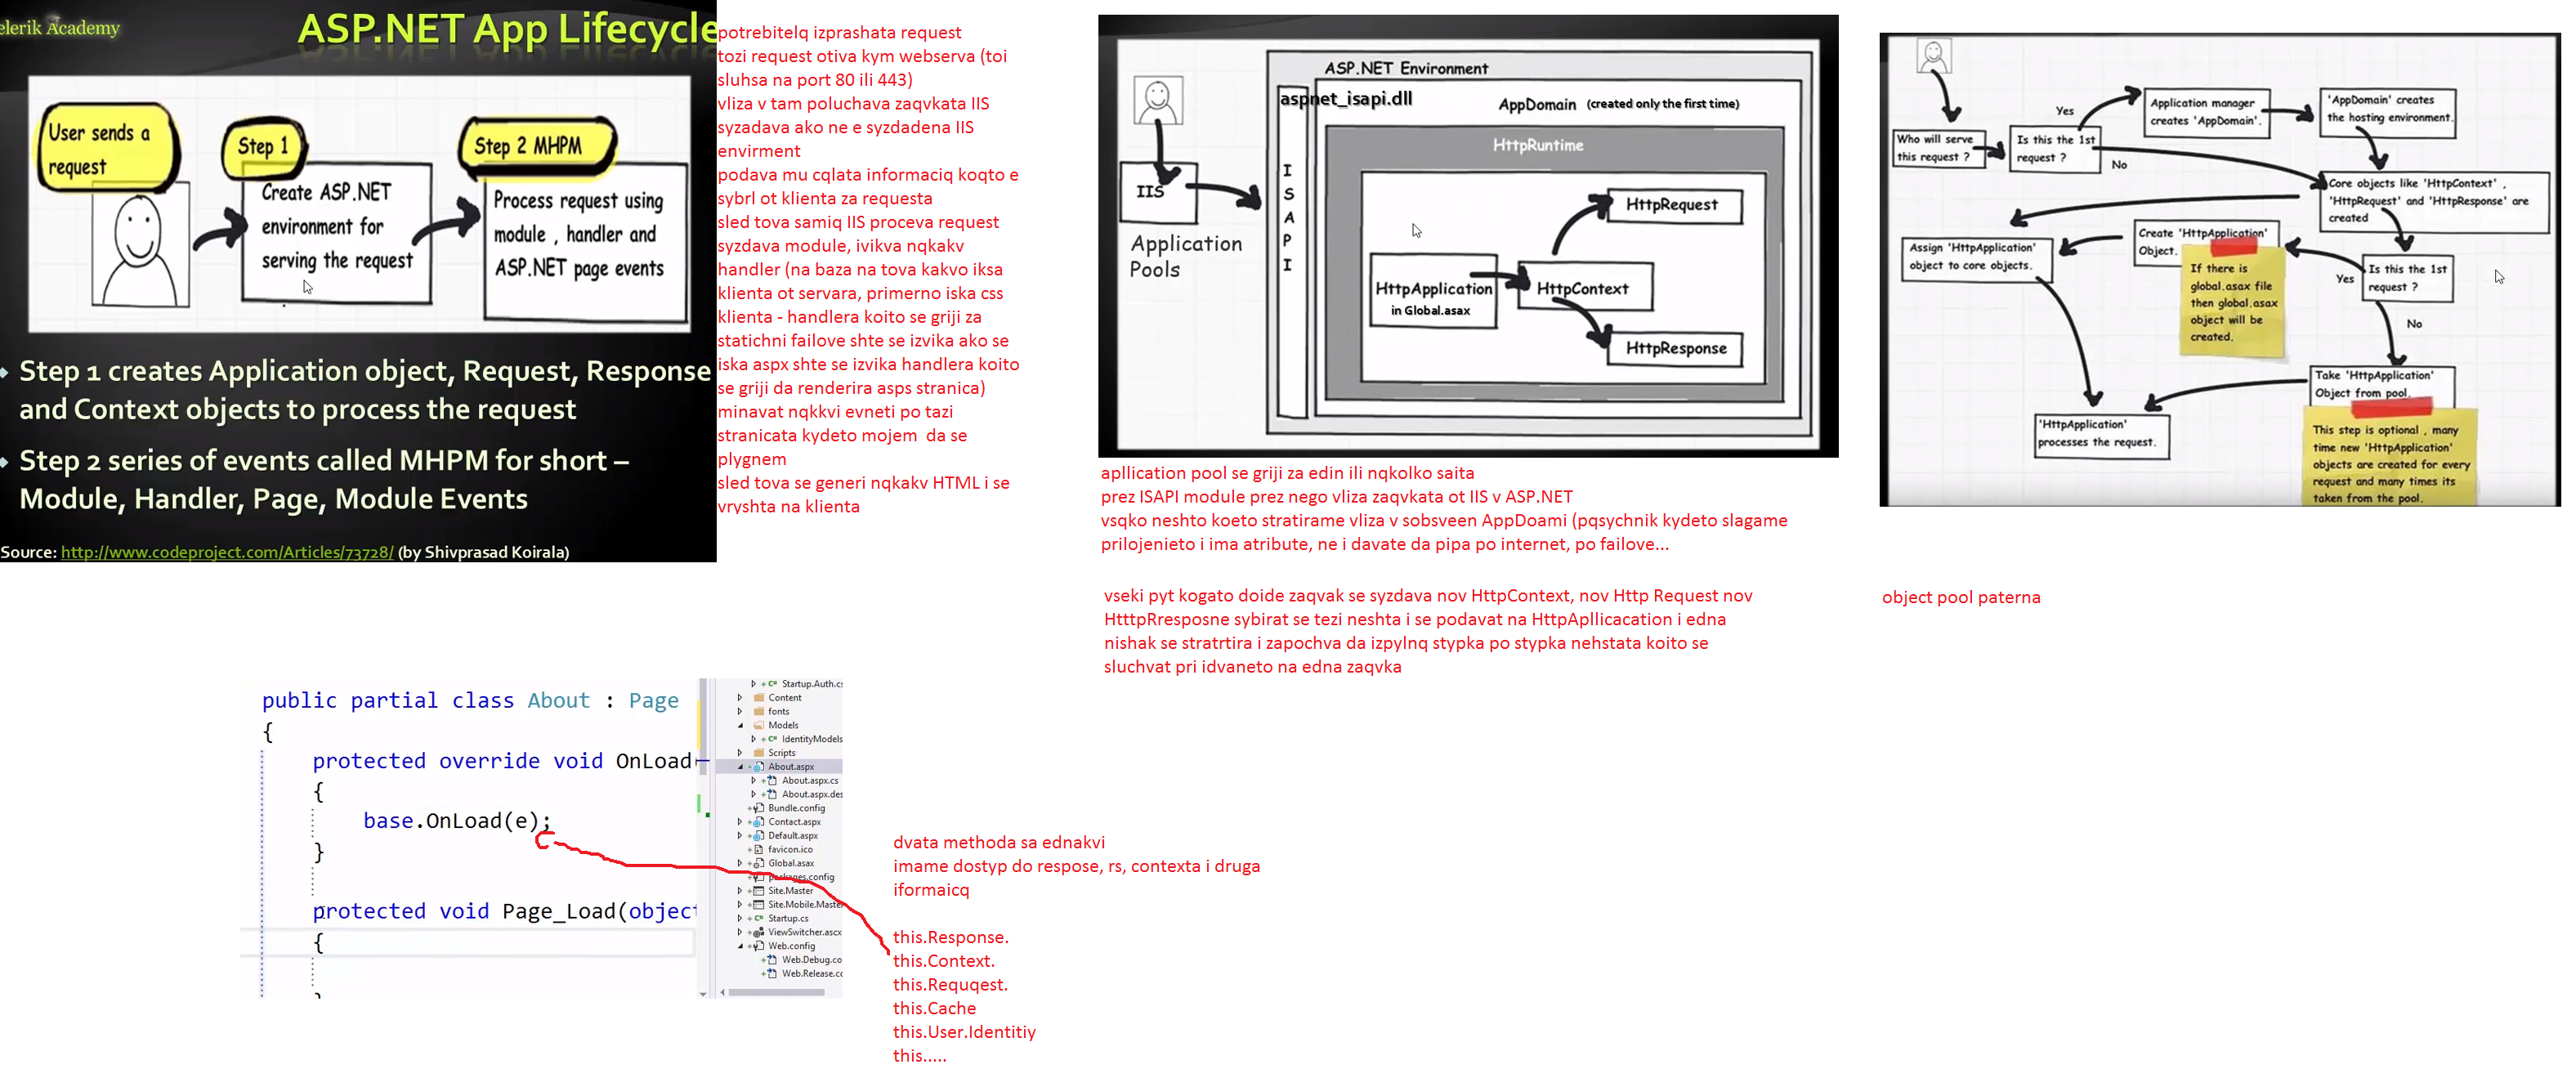 elerik Academy
ASP.NET App Lifecycle
User sends a
request
Step 1
Create ASP.NET
environment for
serving the request
Step 2 MHPM
Process request using
module , handler and
ASP.NET page events
Step 1 creates Application object, Request, Response
and Context objects to process the request
Step 2 series of events called MHPM for short –
Module, Handler, Page, Module Events
Source: http://www.codeproject.com/Articles/73728/ (by Shivprasad Koirala)
potrebitelq izprashata request
tozi request otiva kym webserva (toi
sluhsa na port 80 ili 443)
vliza v tam poluchava zaqvkata IIS
syzadava ako ne e syzdadena IIS
envirment
podava mu cqlata informaciq koqto e
sybrl ot klienta za requesta
sled tova samiq IIS proceva request
syzdava module, ivikva nqkakv
handler (na baza na tova kakvo iksa
klienta ot servara, primerno iska css
klienta - handlera koito se griji za
statichni failove shte se izvika ako se
iska aspx shte se izvika handlera koito
se griji da renderira asps stranica)
minavat nqkkvi evneti po tazi
stranicata kydeto mojem  da se
plygnem
sled tova se generi nqkakv HTML i se
vryshta na klienta
ASP.NET Environment
aspnet_isapi.dll
AppDomain (created only the first time)
HttpRuntime
IIS
Application
Pools
I
S
A
P
I
HttpRequest
HttpApplication
in Global.asax
HttpContext
HttpResponse
apllication pool se griji za edin ili nqkolko saita
prez ISAPI module prez nego vliza zaqvkata ot IIS v ASP.NET
vsqko neshto koeto stratirame vliza v sobsveen AppDoami (pqsychnik kydeto slagame
prilojenieto i ima atribute, ne i davate da pipa po internet, po failove...
vseki pyt kogato doide zaqvak se syzdava nov HttpContext, nov Http Request nov
HtttpRresposne sybirat se tezi neshta i se podavat na HttpApllicacation i edna
nishak se stratrtira i zapochva da izpylnq stypka po stypka nehstata koito se
sluchvat pri idvaneto na edna zaqvka
Who will serve
this request ?
Is this the 1st
request ?
Yes
No
Application manager
creates 'AppDomain'.
'AppDomain' creates
the hosting environment.
Core objects like 'HttpContext' ,
'HttpRequest' and 'HttpResponse' are
created
Assign 'HttpApplication'
object to core objects.
Create 'HttpApplication'
Object.
If there is
global.asax file
then global.asax
object will be
created.
Is this the 1st
request ?
Yes
No
Take 'HttpApplication'
Object from pool.
'HttpApplication'
processes the request.
This step is optional , many
time new 'HttpApplication'
objects are created for every
request and many times its
taken from the pool.
object pool paterna
public partial class About : Page
{
protected override void OnLoad(
{
base.OnLoad(e);
}
protected void Page_Load(object
{
}
Startup.Auth.cs
Content
fonts
Models
IdentityModels
Scripts
About.aspx
About.aspx.cs
About.aspx.des
Bundle.config
Contact.aspx
Default.aspx
favicon.ico
Global.asax
packages.config
Site.Master
Site.Mobile.Master
Startup.cs
ViewSwitcher.ascx
Web.config
Web.Debug.co
Web.Release.cc
dvata methoda sa ednakvi
imame dostyp do respose, rs, contexta i druga
iformaicq
this.Response.
this.Context.
this.Requqest.
this.Cache
this.User.Identitiy
this.....